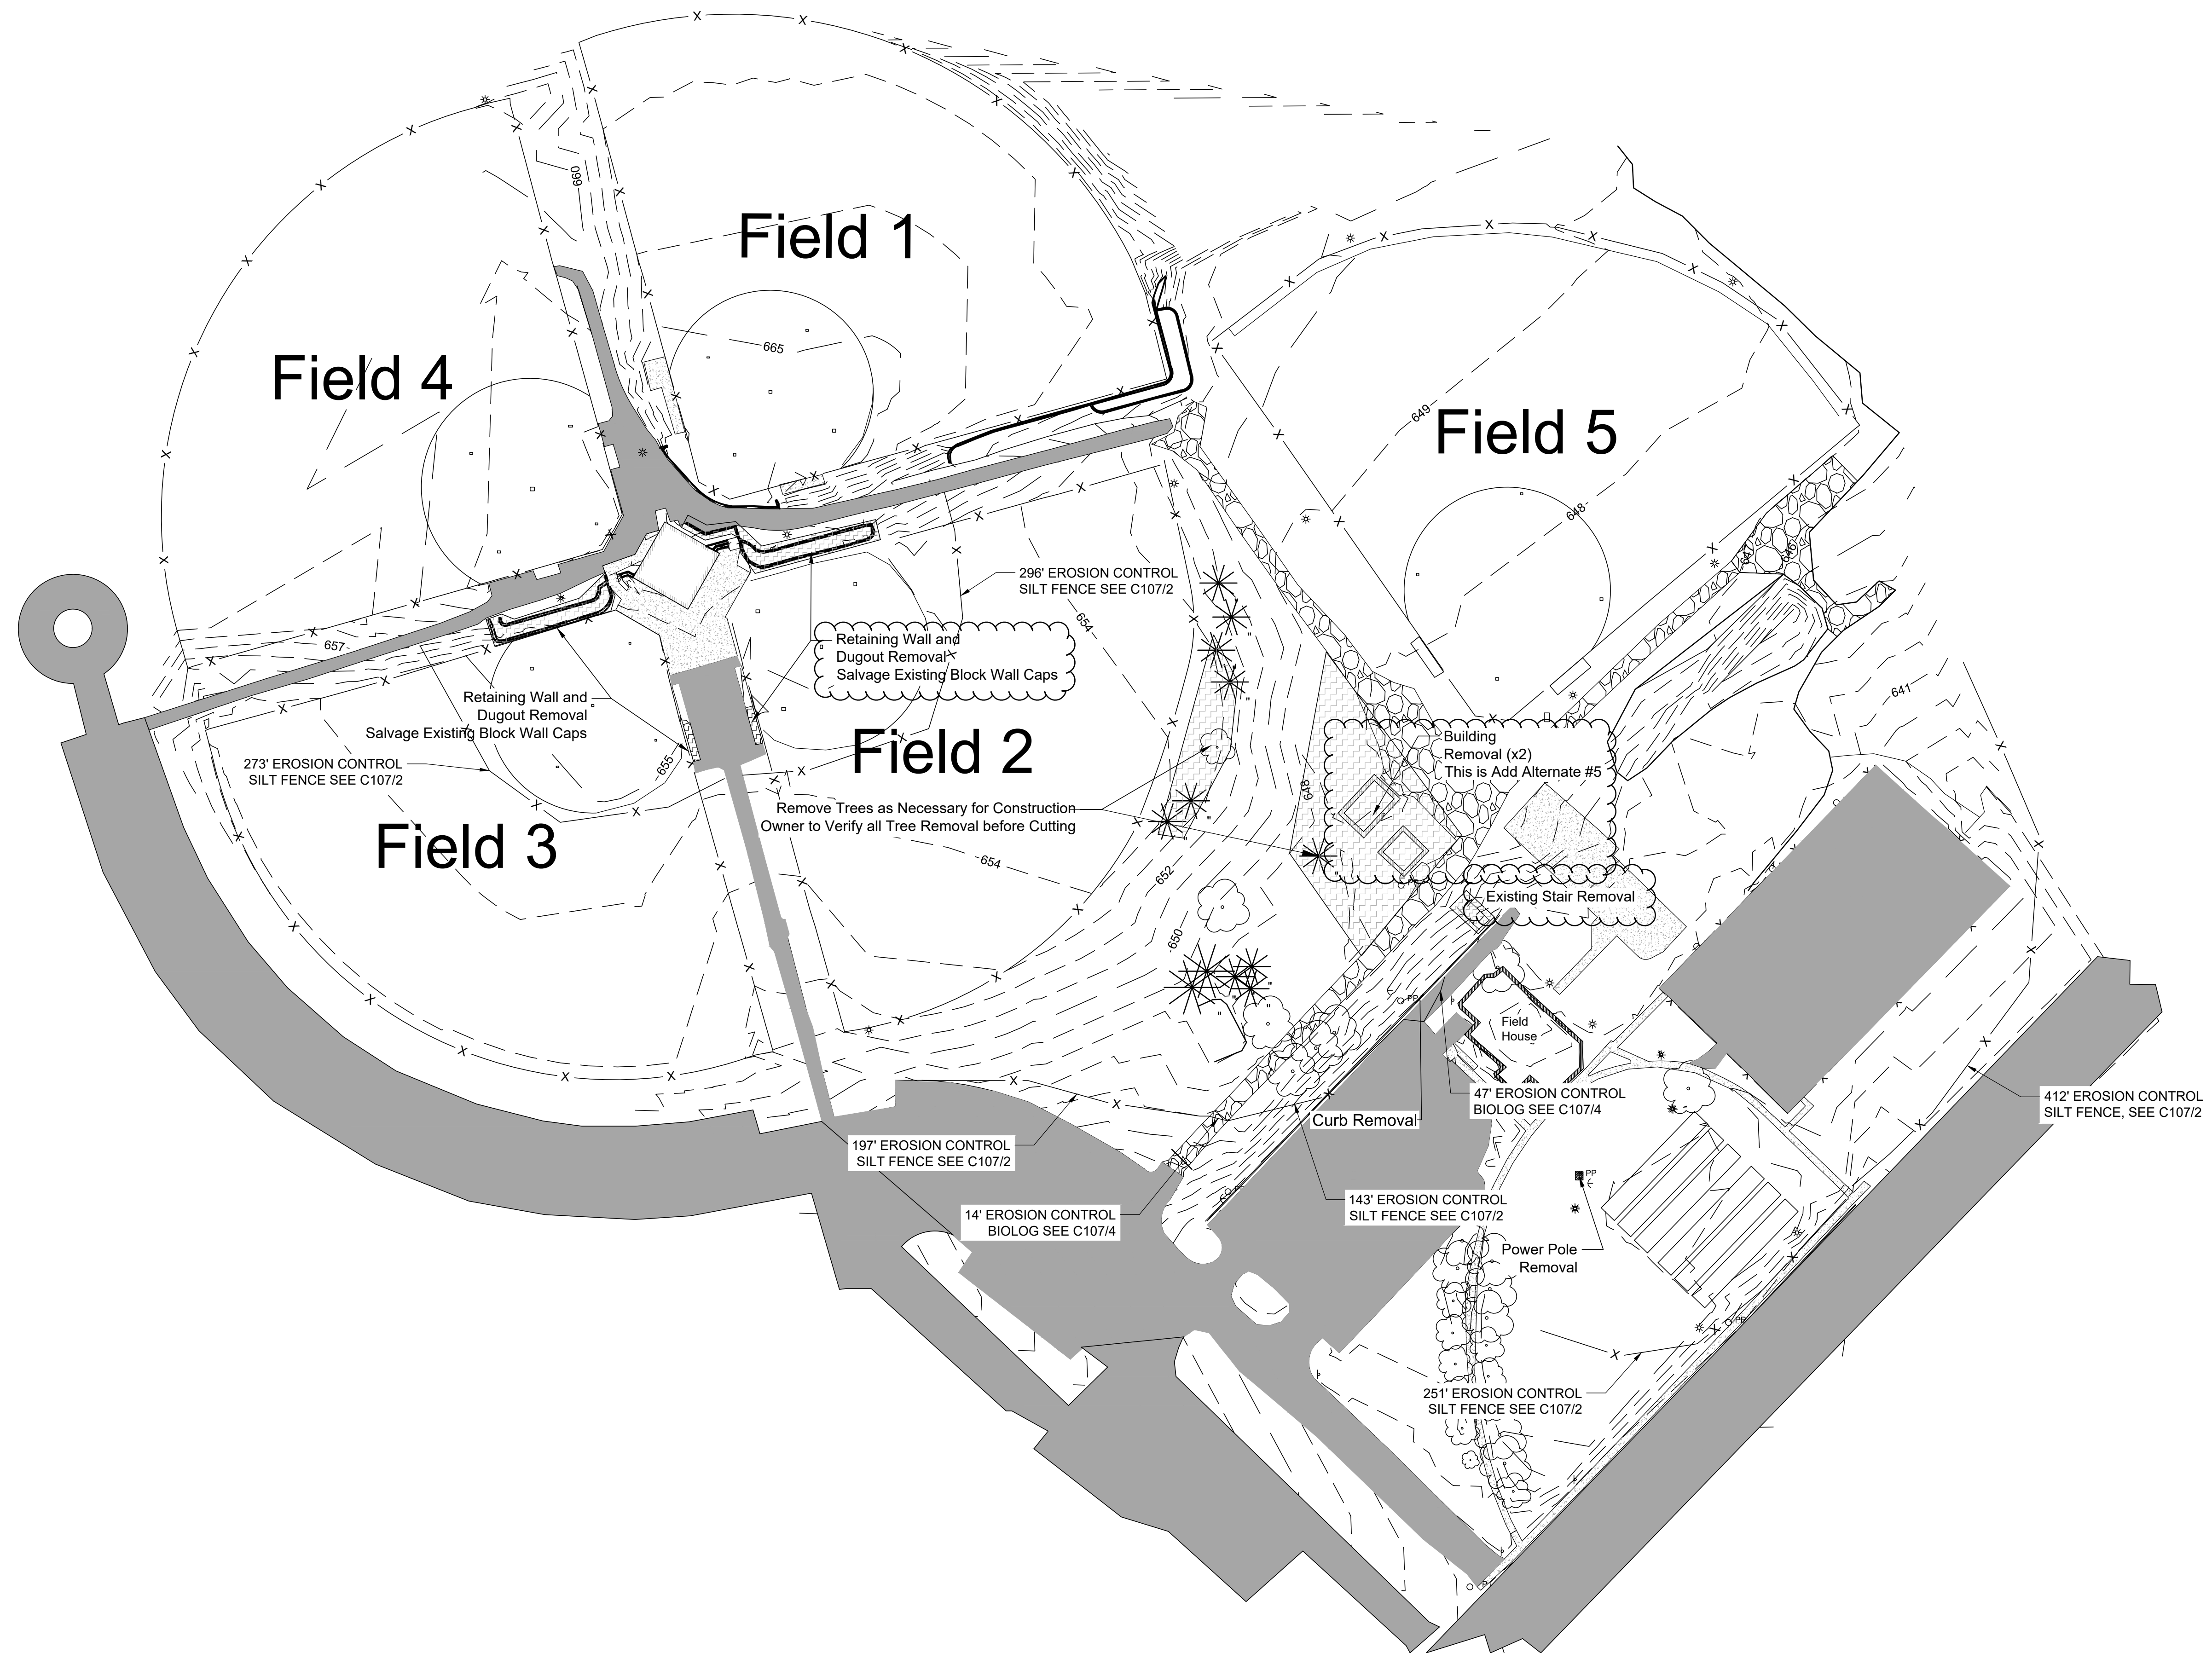 660
Field 1
665
Field 4
649
Field 5
648
647
646
296' EROSION CONTROL
SILT FENCE SEE C107/2
654
657
Retaining Wall and
Dugout Removal
Salvage Existing Block Wall Caps
641
Retaining Wall and
Dugout Removal
Salvage Existing Block Wall Caps
Field 2
Building
Removal (x2)
This is Add Alternate #5
273' EROSION CONTROL
SILT FENCE SEE C107/2
655
648
Remove Trees as Necessary for Construction
Owner to Verify all Tree Removal before Cutting
Field 3
654
652
Existing Stair Removal
650
PP
Field
House
47' EROSION CONTROL
BIOLOG SEE C107/4
412' EROSION CONTROL
SILT FENCE, SEE C107/2
Curb Removal
197' EROSION CONTROL
SILT FENCE SEE C107/2
PP
14' EROSION CONTROL
BIOLOG SEE C107/4
143' EROSION CONTROL
SILT FENCE SEE C107/2
Power Pole
Removal
PP
251' EROSION CONTROL
SILT FENCE SEE C107/2